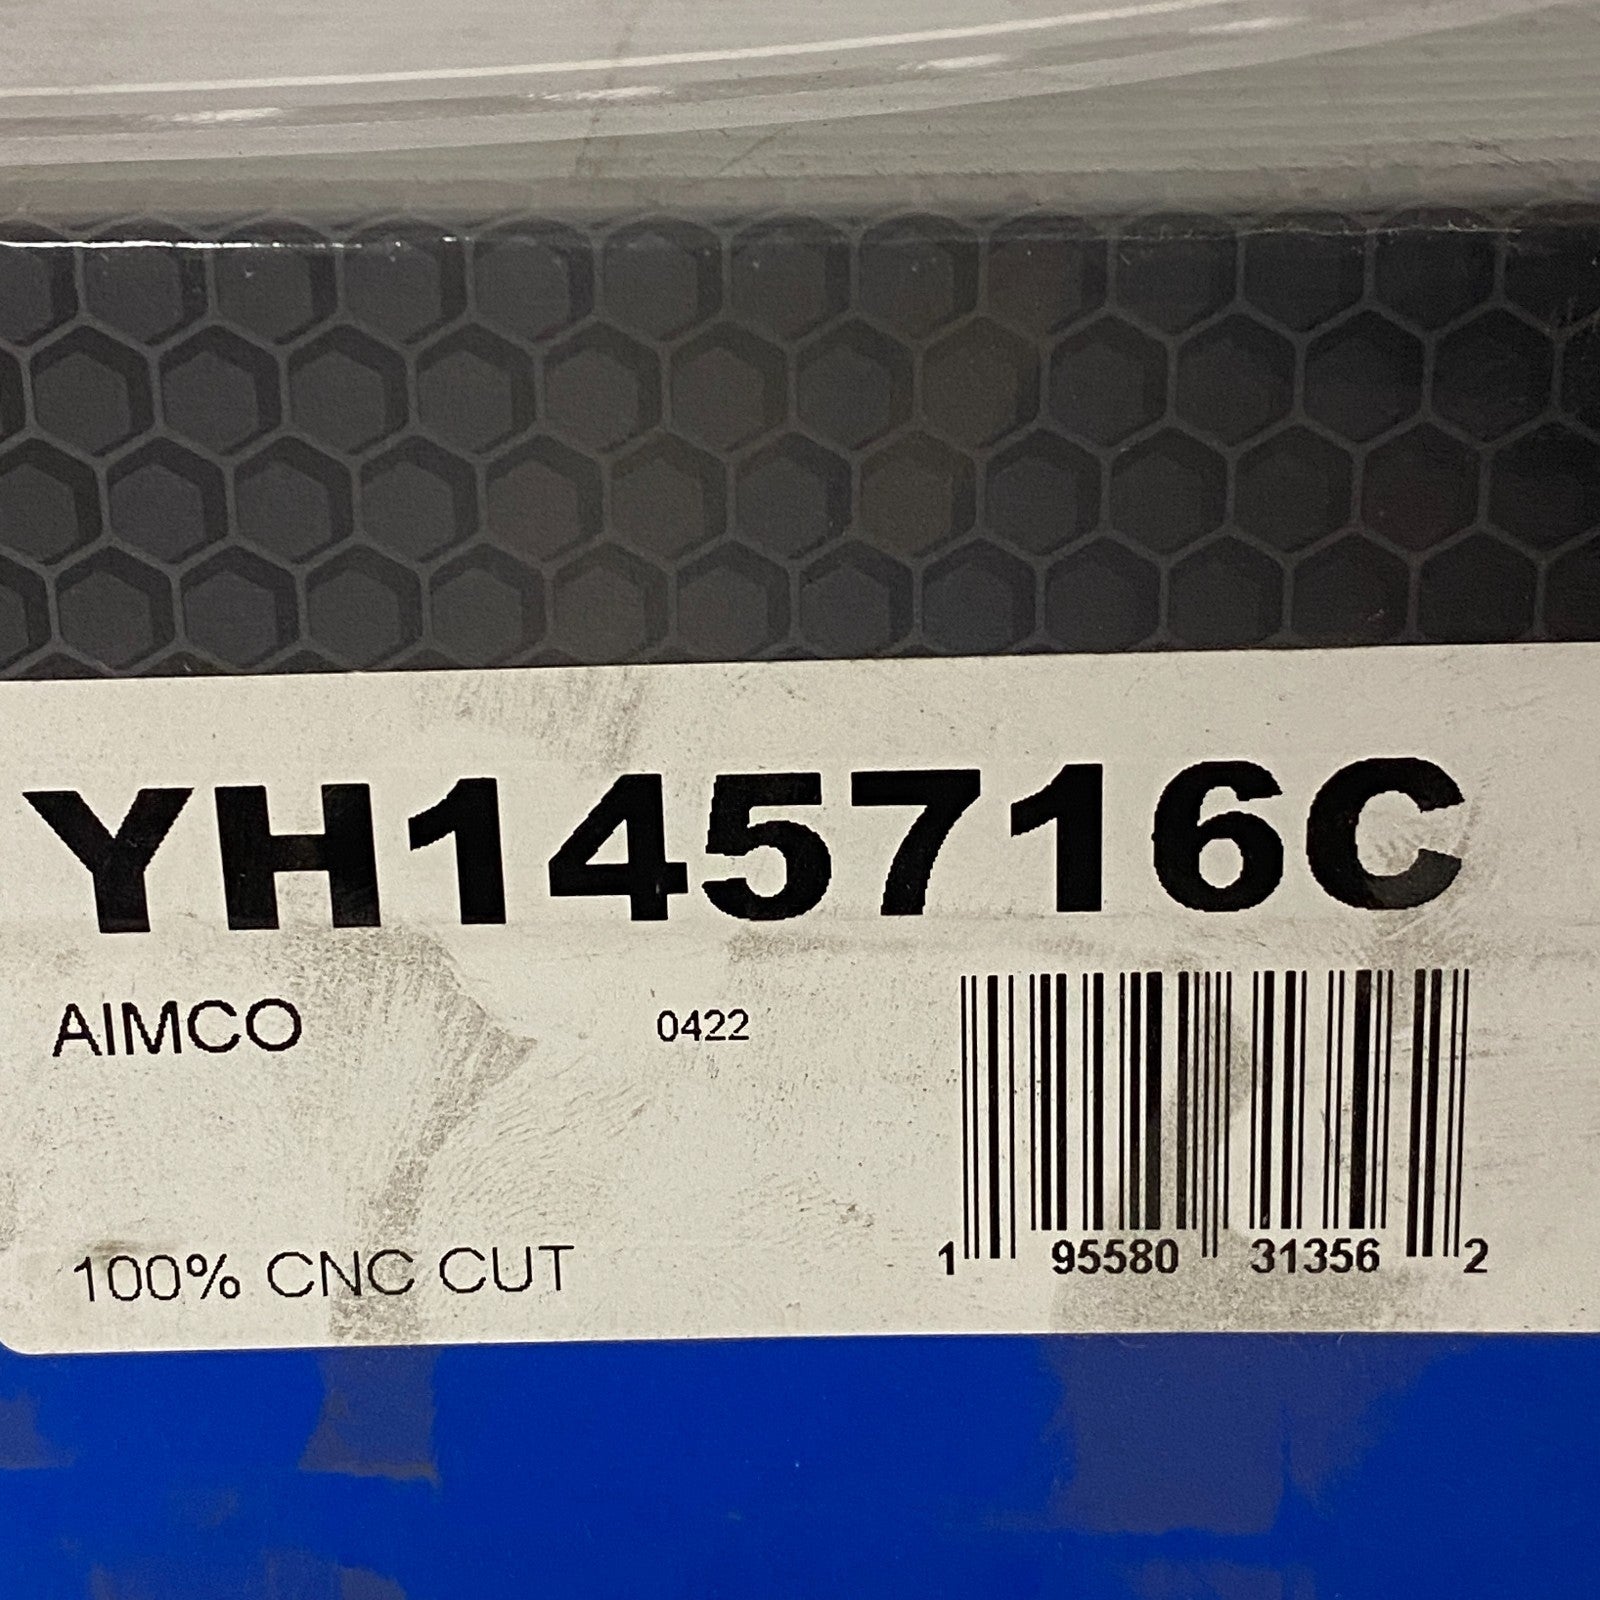 YH145716C
AIMCO 0422
1 95580 31356 2
100% CNC CUT